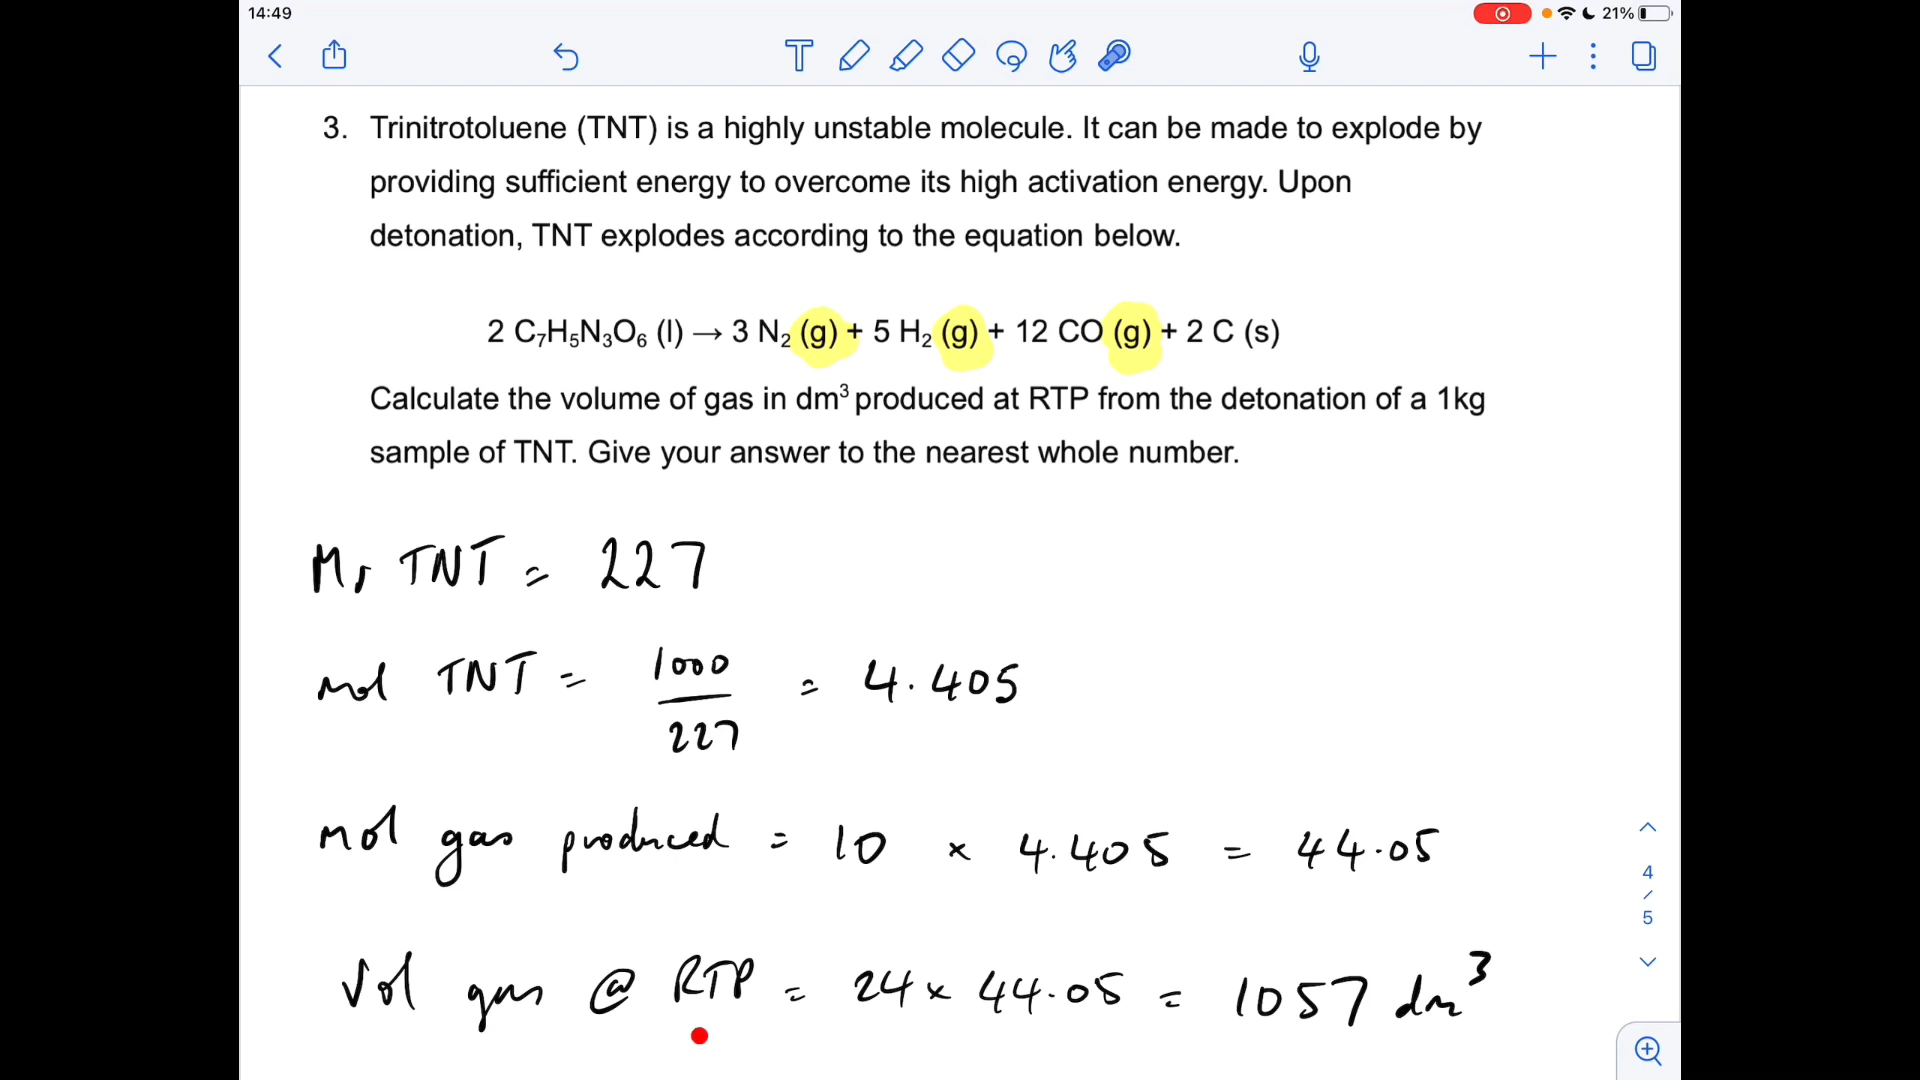 14:49
21%
3. Trinitrotoluene (TNT) is a highly unstable molecule. It can be made to explode by
providing sufficient energy to overcome its high activation energy. Upon
detonation, TNT explodes according to the equation below.
2 C₇H₅N₃O₆ (l) → 3 N₂ (g) + 5 H₂ (g) + 12 CO (g) + 2 C (s)
Calculate the volume of gas in dm³ produced at RTP from the detonation of a 1kg
sample of TNT. Give your answer to the nearest whole number.
Mr TNT = 227
mol TNT = 1000/227 = 4.405
mol gas produced = 10 × 4.405 = 44.05
Vol gas @ RTP = 24 × 44.05 = 1057 dm³
4
/
5